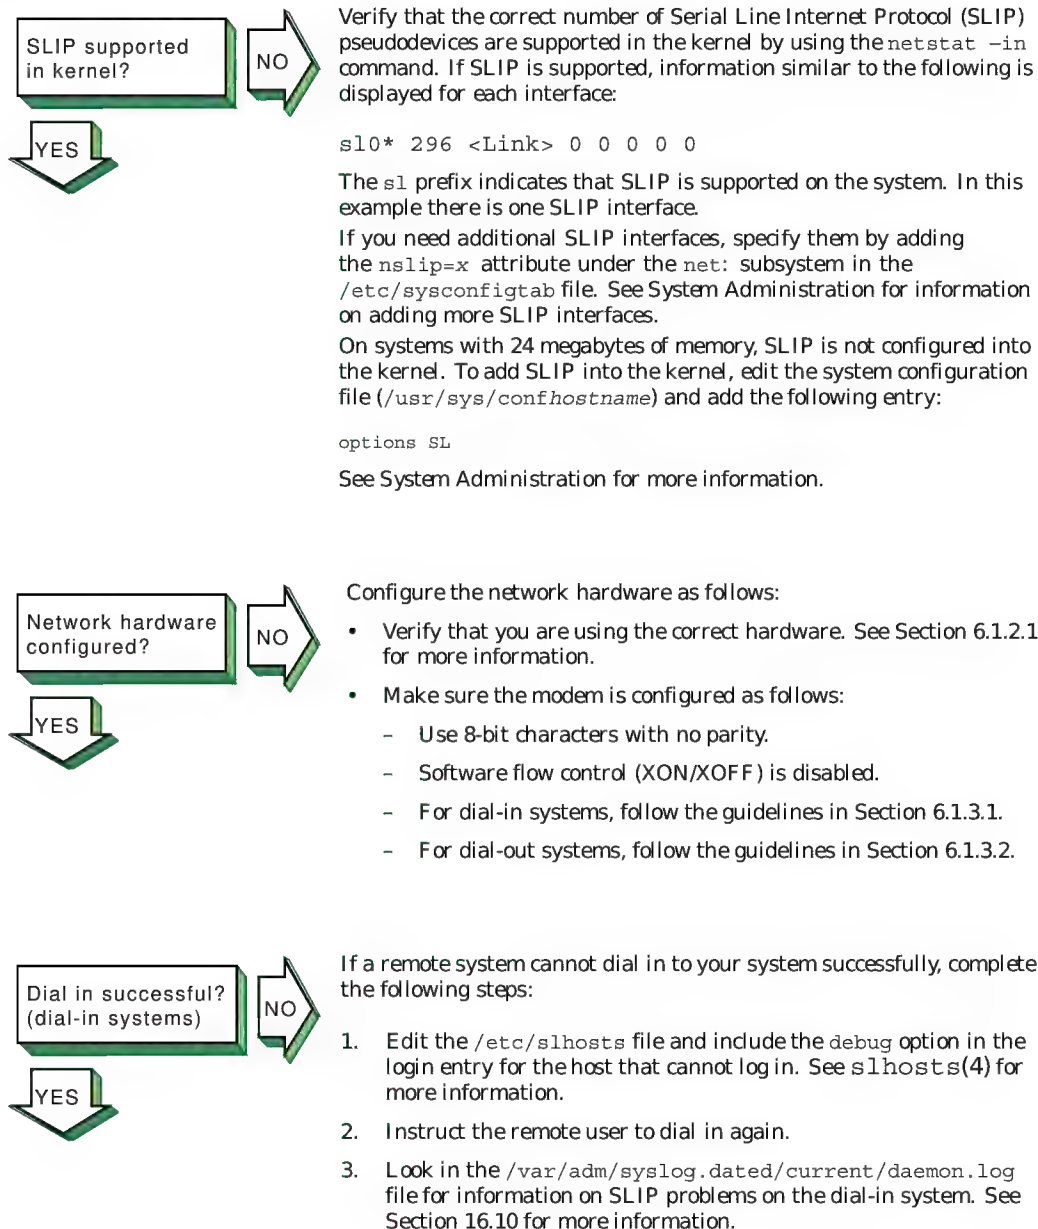 SLIP supported
in kernel?
NO
YES
Verify that the correct number of Serial Line Internet Protocol (SLIP)
pseudodevices are supported in the kernel by using the netstat –in
command. If SLIP is supported, information similar to the following is
displayed for each interface:
sl0* 296 <Link> 0 0 0 0 0
The sl prefix indicates that SLIP is supported on the system. In this
example there is one SLIP interface.
If you need additional SLIP interfaces, specify them by adding
the nslip=x attribute under the net: subsystem in the
/etc/sysconfigtab file. See System Administration for information
on adding more SLIP interfaces.
On systems with 24 megabytes of memory, SLIP is not configured into
the kernel. To add SLIP into the kernel, edit the system configuration
file (/usr/sys/confhostname) and add the following entry:
options SL
See System Administration for more information.
Network hardware
configured?
NO
YES
Configure the network hardware as follows:
• Verify that you are using the correct hardware. See Section 6.1.2.1
for more information.
• Make sure the modem is configured as follows:
– Use 8-bit characters with no parity.
– Software flow control (XON/XOFF) is disabled.
– For dial-in systems, follow the guidelines in Section 6.1.3.1.
– For dial-out systems, follow the guidelines in Section 6.1.3.2.
Dial in successful?
(dial-in systems)
NO
YES
If a remote system cannot dial in to your system successfully, complete
the following steps:
1. Edit the /etc/slhosts file and include the debug option in the
login entry for the host that cannot log in. See slhosts(4) for
more information.
2. Instruct the remote user to dial in again.
3. Look in the /var/adm/syslog.dated/current/daemon.log
file for information on SLIP problems on the dial-in system. See
Section 16.10 for more information.